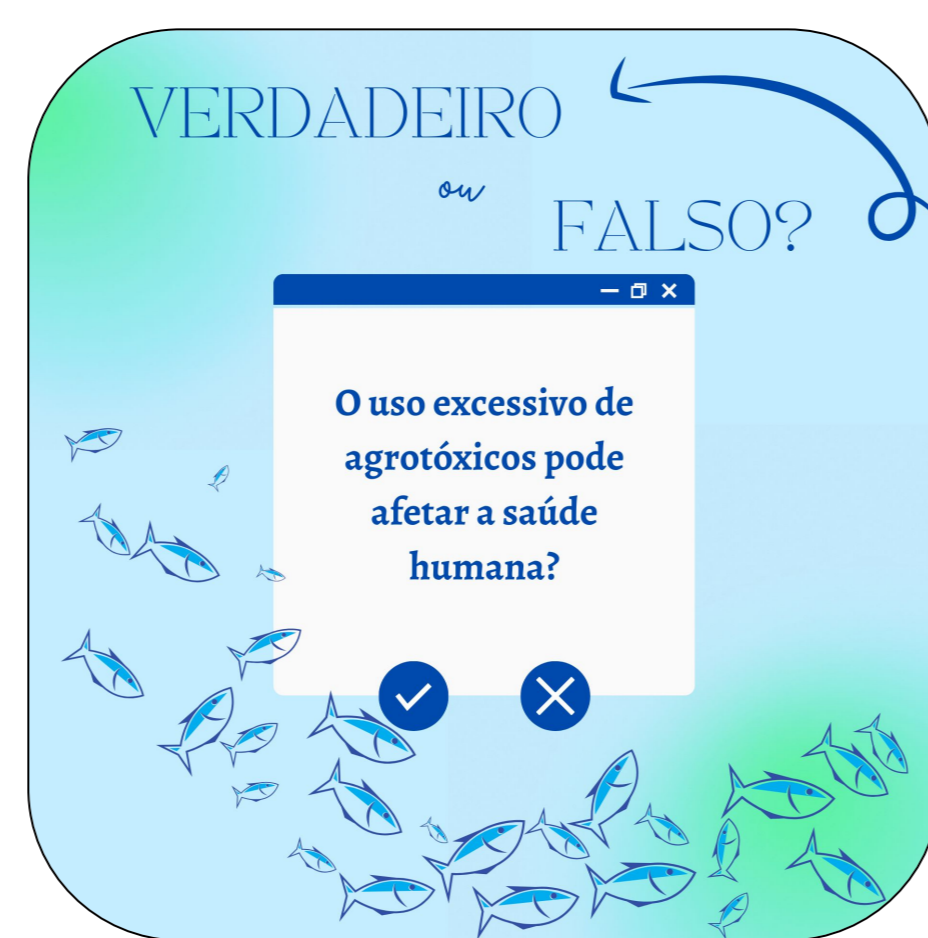 VERDADEIRO
ou
FALSO?
O uso excessivo de
agrotóxicos pode
afetar a saúde
humana?